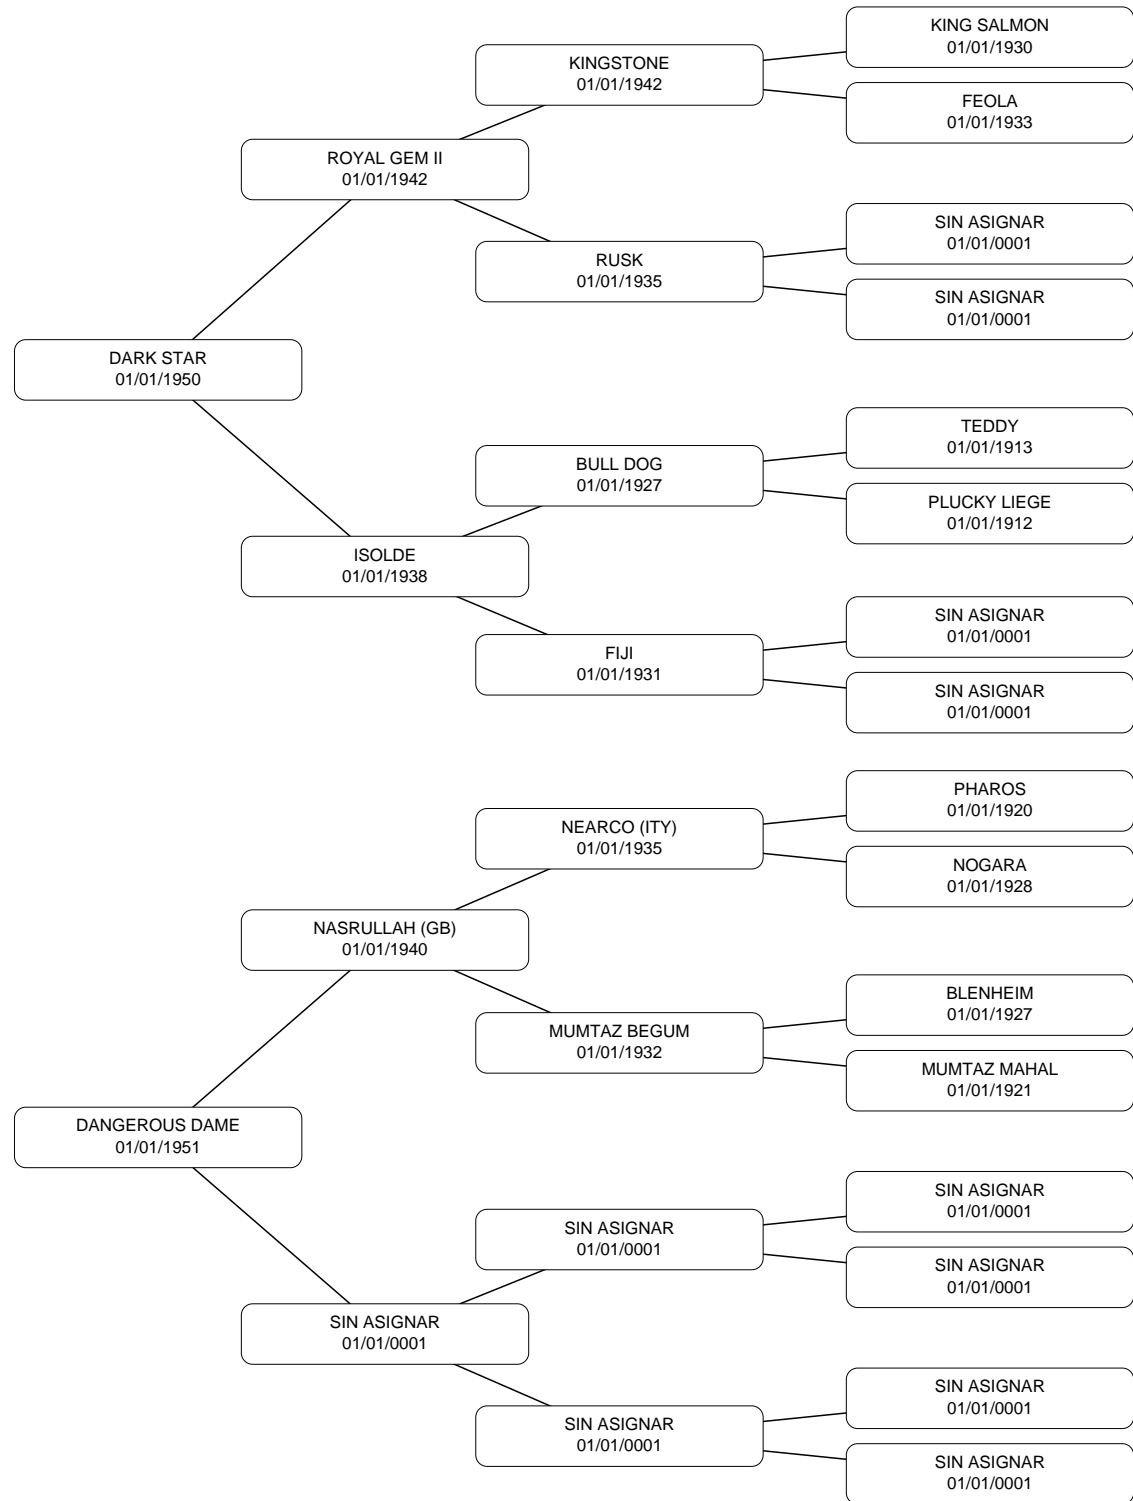 KING SALMON
01/01/1930
KINGSTONE
01/01/1942
FEOLA
01/01/1933
ROYAL GEM II
01/01/1942
SIN ASIGNAR
01/01/0001
RUSK
01/01/1935
SIN ASIGNAR
01/01/0001
DARK STAR
01/01/1950
TEDDY
01/01/1913
BULL DOG
01/01/1927
PLUCKY LIEGE
01/01/1912
ISOLDE
01/01/1938
SIN ASIGNAR
01/01/0001
FIJI
01/01/1931
SIN ASIGNAR
01/01/0001
PHAROS
01/01/1920
NEARCO (ITY)
01/01/1935
NOGARA
01/01/1928
NASRULLAH (GB)
01/01/1940
BLENHEIM
01/01/1927
MUMTAZ BEGUM
01/01/1932
MUMTAZ MAHAL
01/01/1921
DANGEROUS DAME
01/01/1951
SIN ASIGNAR
01/01/0001
SIN ASIGNAR
01/01/0001
SIN ASIGNAR
01/01/0001
SIN ASIGNAR
01/01/0001
SIN ASIGNAR
01/01/0001
SIN ASIGNAR
01/01/0001
SIN ASIGNAR
01/01/0001